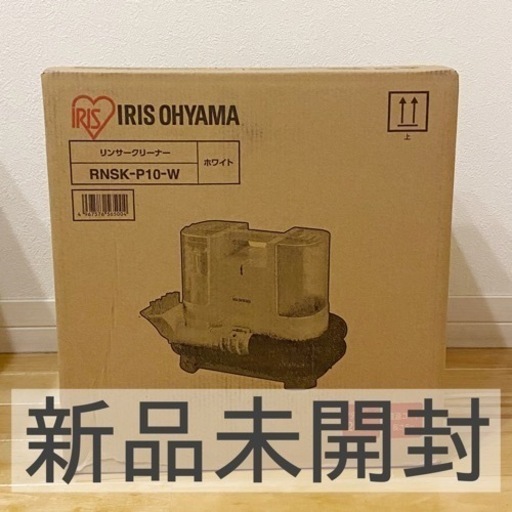 IRIS
IRIS OHYAMA
リンサークリーナー
RNSK-P10-W
ホワイト
上
新品未開封